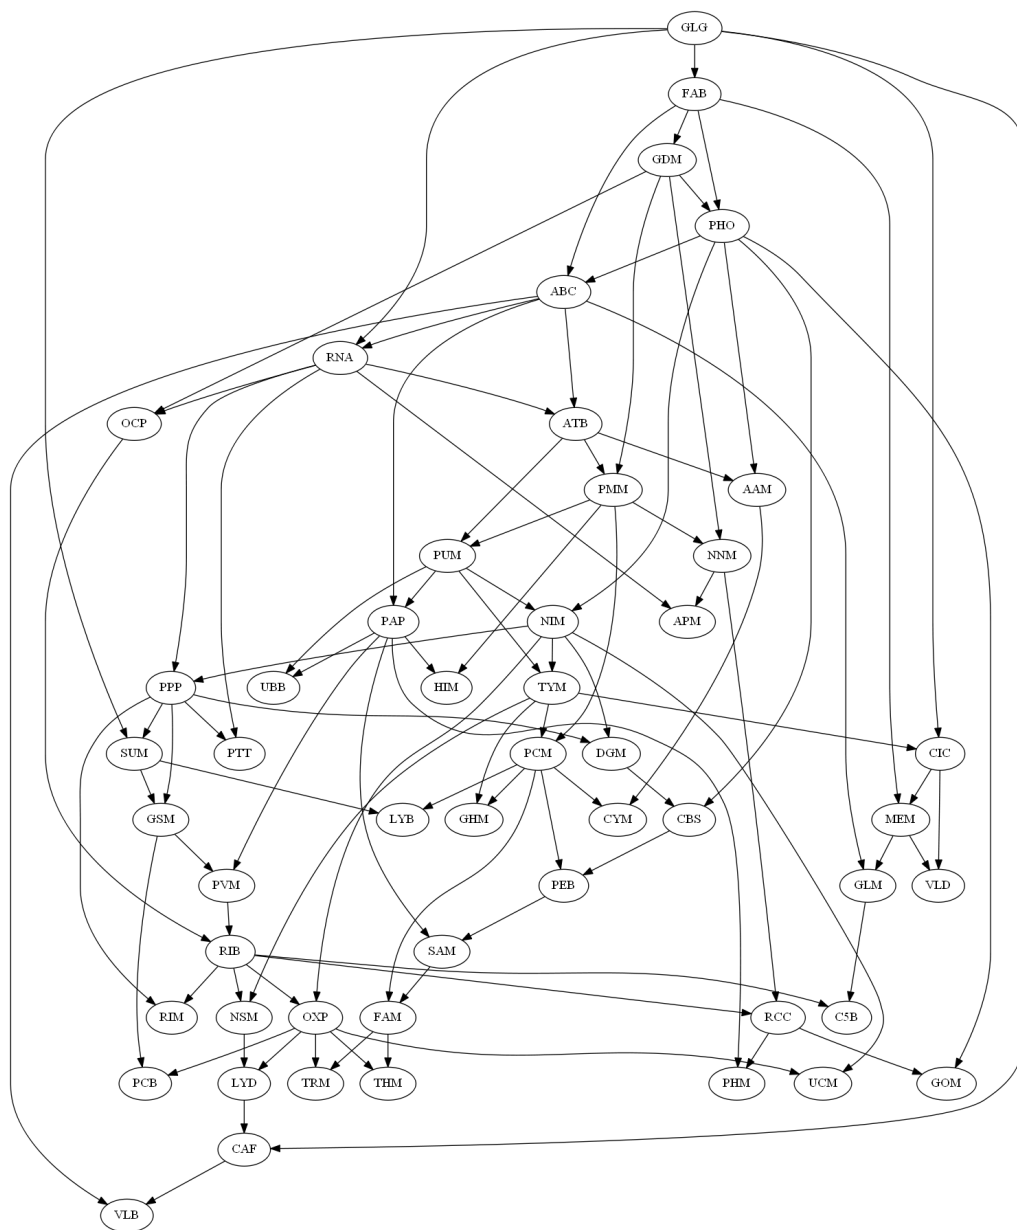 GLG
FAB
GDM
PHO
ABC
RNA
OCP ATB
PMM AAM
PUM NNM
PAP NIM APM
PPP UBB HIM TYM
SUM PTT PCM DGM CIC
GSM LYB GHM CYM CBS MEM
PVM PEB GLM VLD
RIB SAM
RIM NSM OXP FAM RCC C5B
PCB LYD TRM THM PHM UCM GOM
CAF
VLB